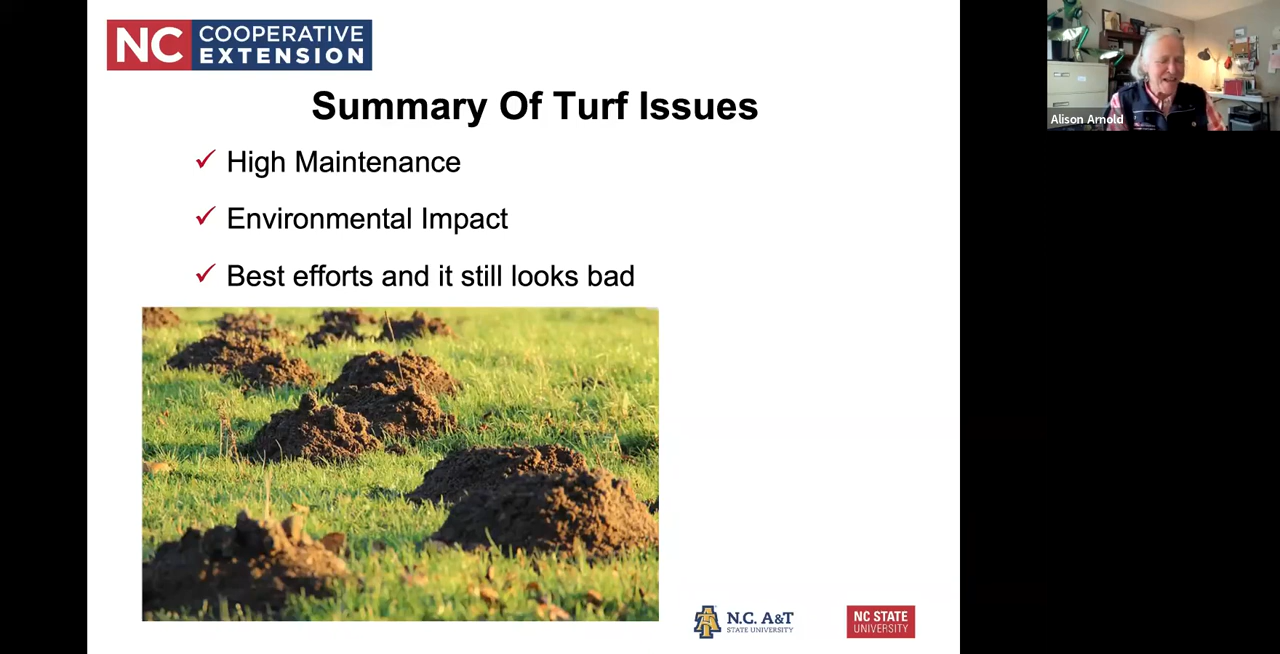 NC COOPERATIVE
EXTENSION
Summary Of Turf Issues
High Maintenance
Environmental Impact
Best efforts and it still looks bad
N.C. A&T
STATE UNIVERSITY
NC STATE
UNIVERSITY
Alison Arnold